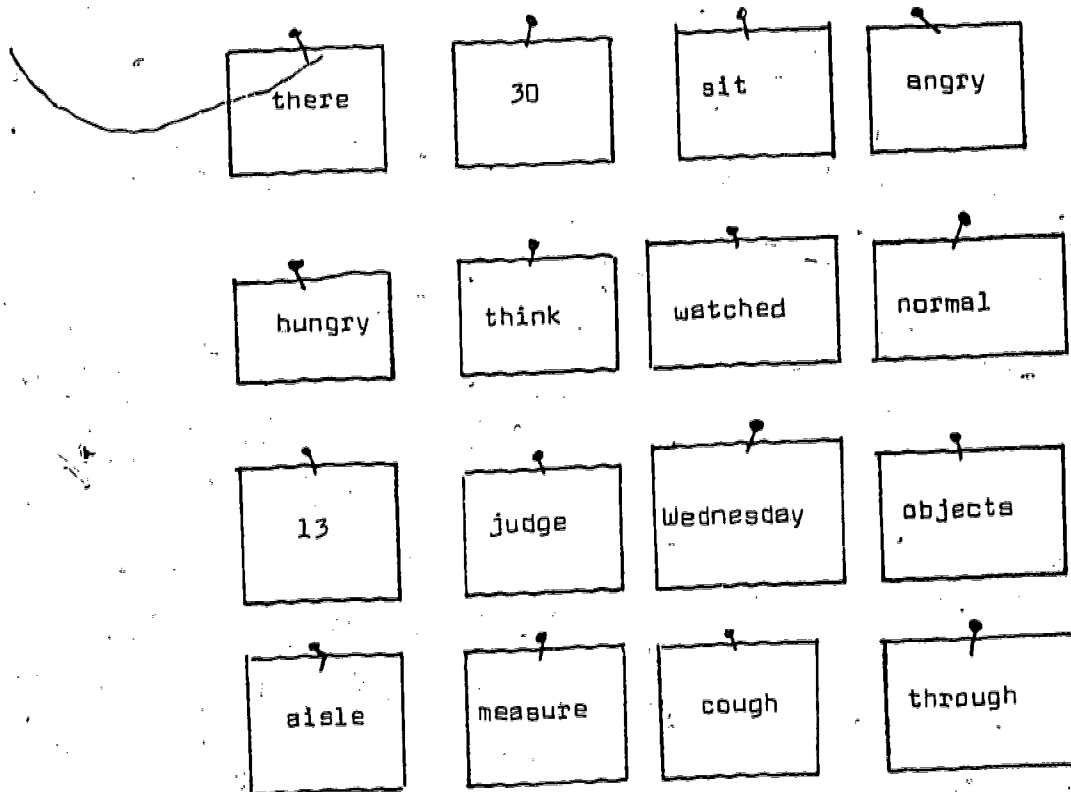 there 30 sit angry
hungry think watched normal
13 judge Wednesday objects
aisle measure cough through